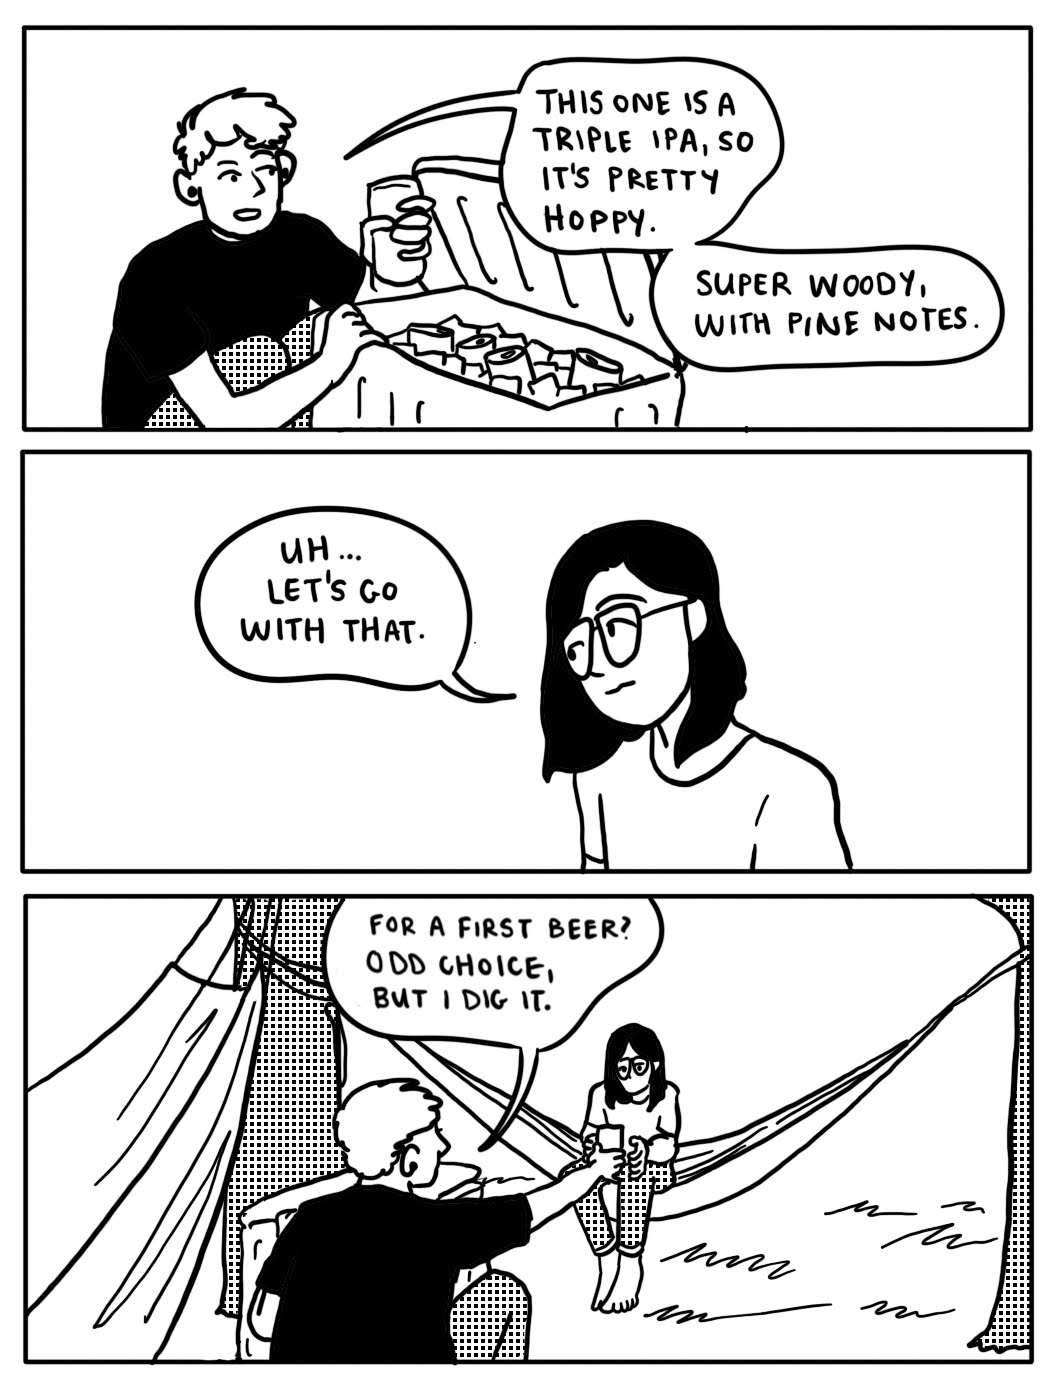 THIS ONE IS A
TRIPLE IPA, SO
IT'S PRETTY
HOPPY.
SUPER WOODY,
WITH PINE NOTES.
UH...
LET'S GO
WITH THAT.
FOR A FIRST BEER?
ODD CHOICE,
BUT I DIG IT.